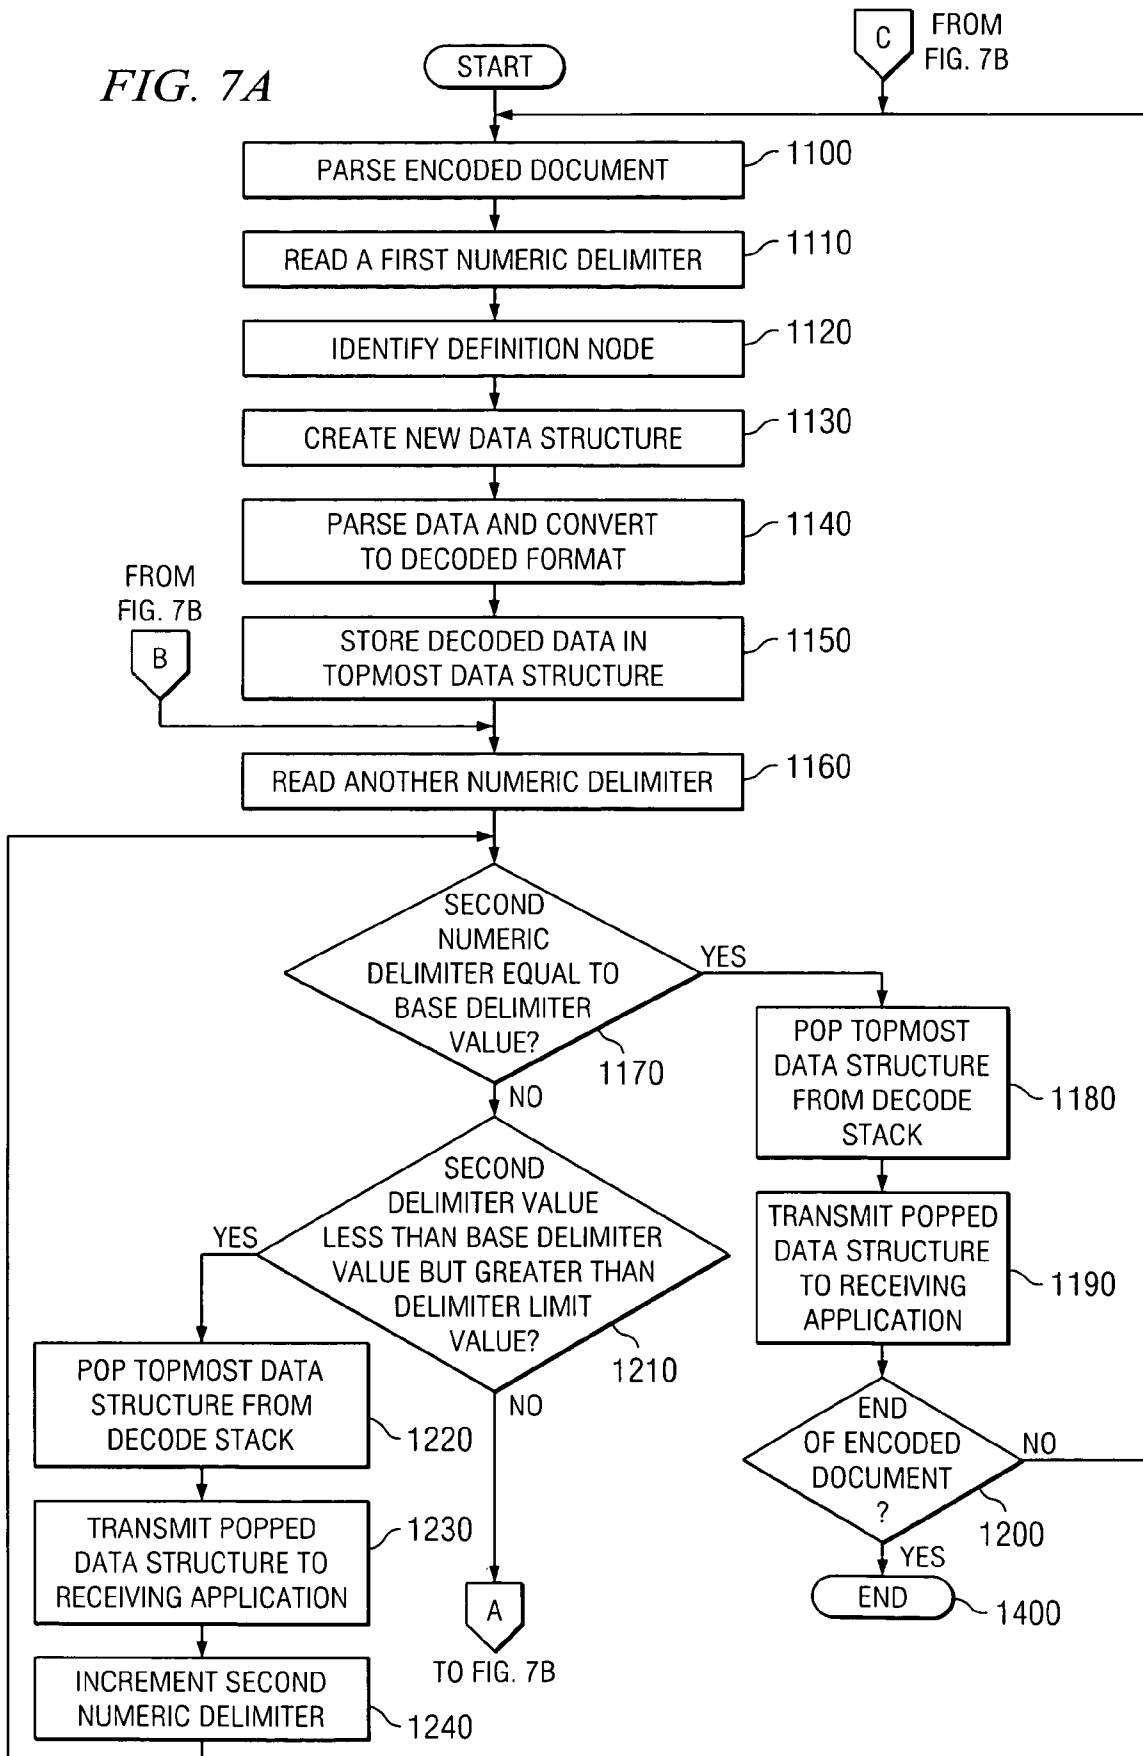 FIG. 7A
START
C
FROM
FIG. 7B
PARSE ENCODED DOCUMENT
1100
READ A FIRST NUMERIC DELIMITER
1110
IDENTIFY DEFINITION NODE
1120
CREATE NEW DATA STRUCTURE
1130
PARSE DATA AND CONVERT
TO DECODED FORMAT
1140
FROM
FIG. 7B
B
STORE DECODED DATA IN
TOPMOST DATA STRUCTURE
1150
READ ANOTHER NUMERIC DELIMITER
1160
SECOND
NUMERIC
DELIMITER EQUAL TO
BASE DELIMITER
VALUE?
1170
YES
NO
POP TOPMOST
DATA STRUCTURE
FROM DECODE
STACK
1180
SECOND
DELIMITER VALUE
LESS THAN BASE DELIMITER
VALUE BUT GREATER THAN
DELIMITER LIMIT
VALUE?
1210
YES
NO
TRANSMIT POPPED
DATA STRUCTURE
TO RECEIVING
APPLICATION
1190
POP TOPMOST DATA
STRUCTURE FROM
DECODE STACK
1220
END
OF ENCODED
DOCUMENT
?
1200
NO
YES
TRANSMIT POPPED
DATA STRUCTURE TO
RECEIVING APPLICATION
1230
A
TO FIG. 7B
END
1400
INCREMENT SECOND
NUMERIC DELIMITER
1240